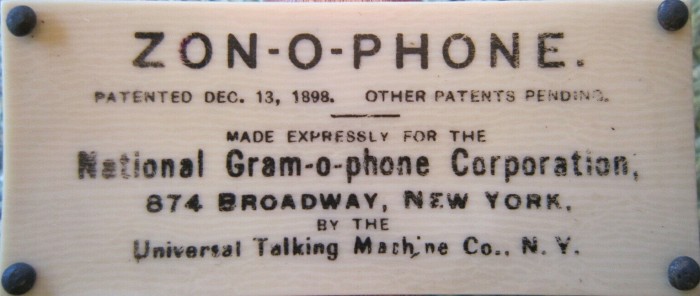 ZON-O-PHONE.
PATENTED DEC. 13, 1898. OTHER PATENTS PENDING.
MADE EXPRESSLY FOR THE
National Gram-o-phone Corporation,
874 BROADWAY, NEW YORK,
BY THE
Universal Talking Machine Co., N. Y.